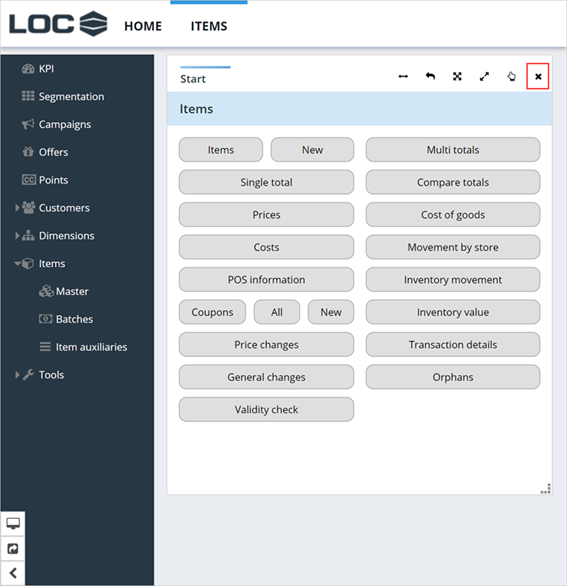 LOC HOME ITEMS
KPI
Segmentation
Campaigns
Offers
CC Points
Customers
Dimensions
Items
Master
Batches
Item auxiliaries
Tools
Start
Items
Items New Multi totals
Single total Compare totals
Prices Cost of goods
Costs Movement by store
POS information Inventory movement
Coupons All New Inventory value
Price changes Transaction details
General changes Orphans
Validity check